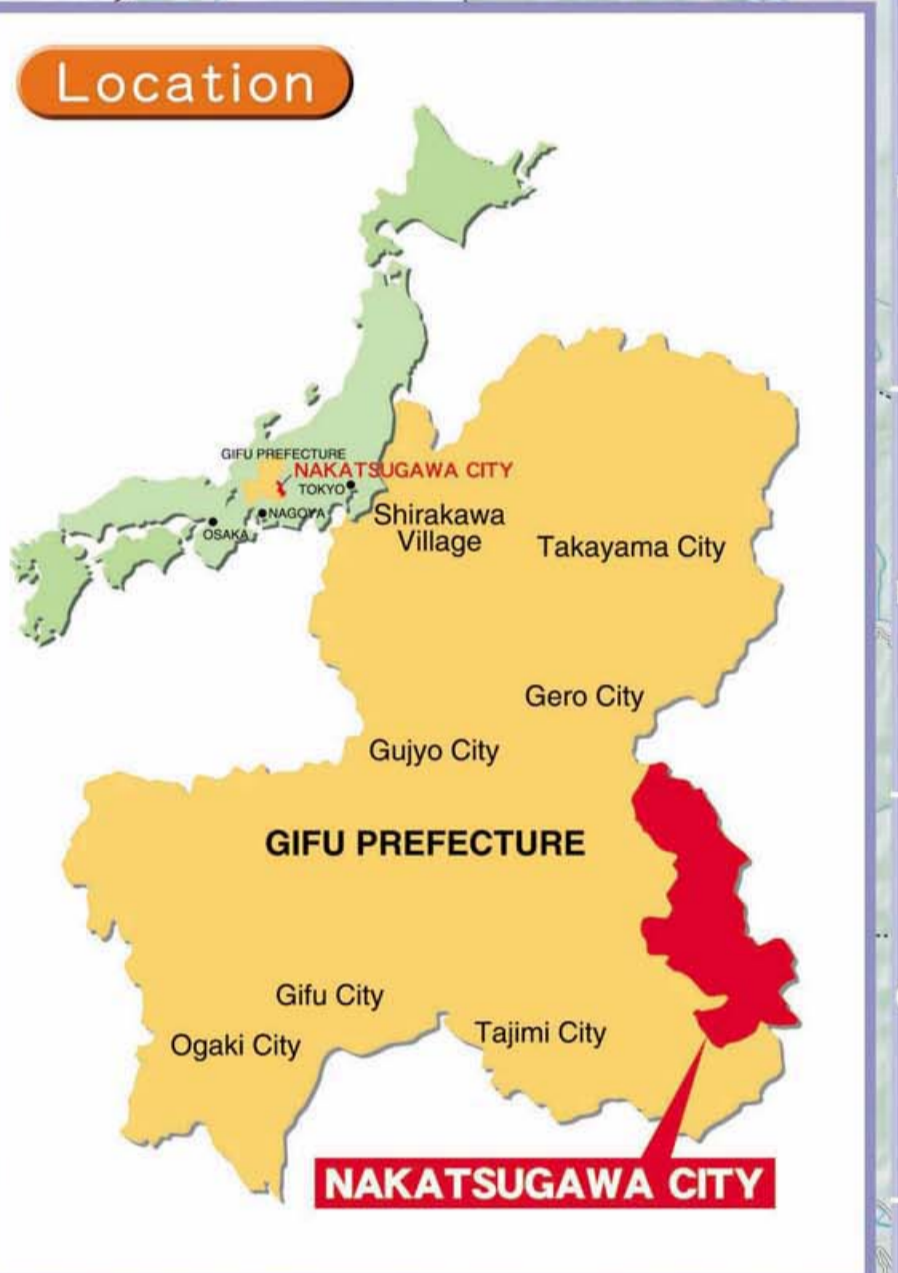 Location
GIFU PREFECTURE
NAKATSUGAWA CITY
TOKYO
NAGOYA
OSAKA
Shirakawa
Village
Takayama City
Gero City
Gujyo City
GIFU PREFECTURE
Gifu City
Ogaki City
Tajimi City
NAKATSUGAWA CITY